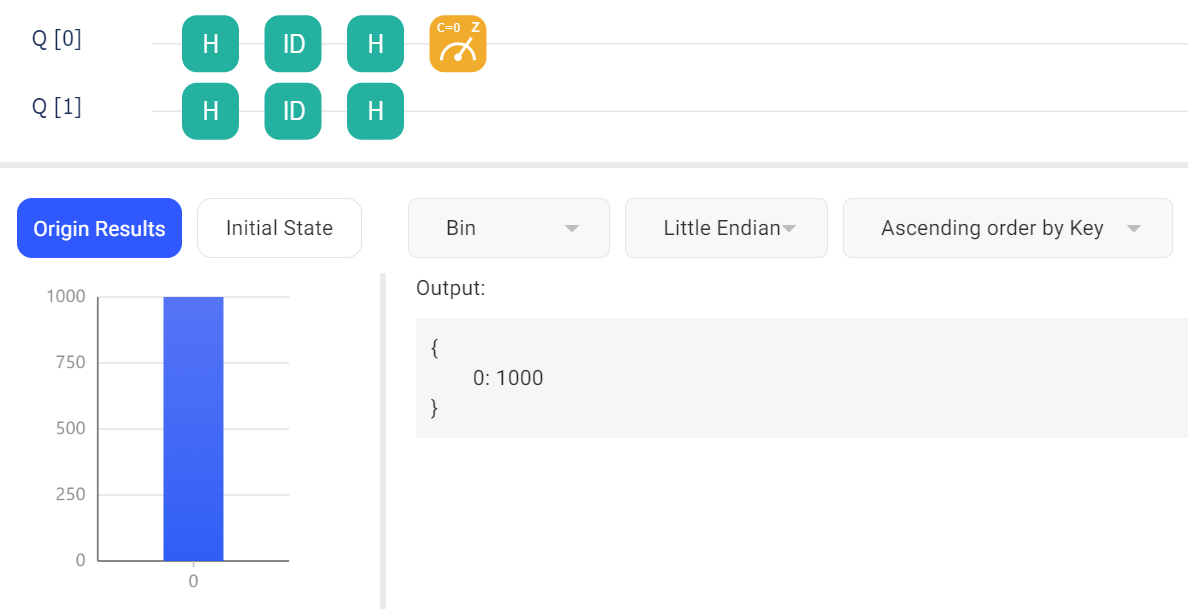 Q [0] H ID H C=0 Z
Q [1] H ID H
Origin Results Initial State Bin Little Endian Ascending order by Key
Output:
{
0: 1000
}
1000
750
500
250
0
0